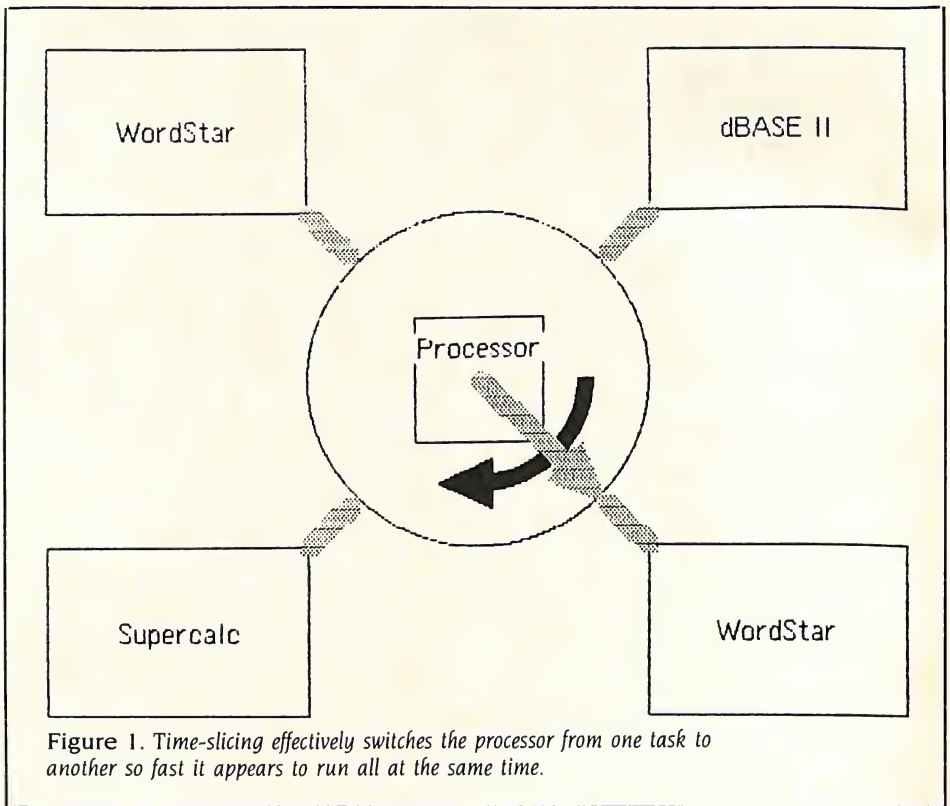 WordStar
dBASE II
Processor
Supercalc
WordStar
Figure 1. Time-slicing effectively switches the processor from one task to
another so fast it appears to run all at the same time.